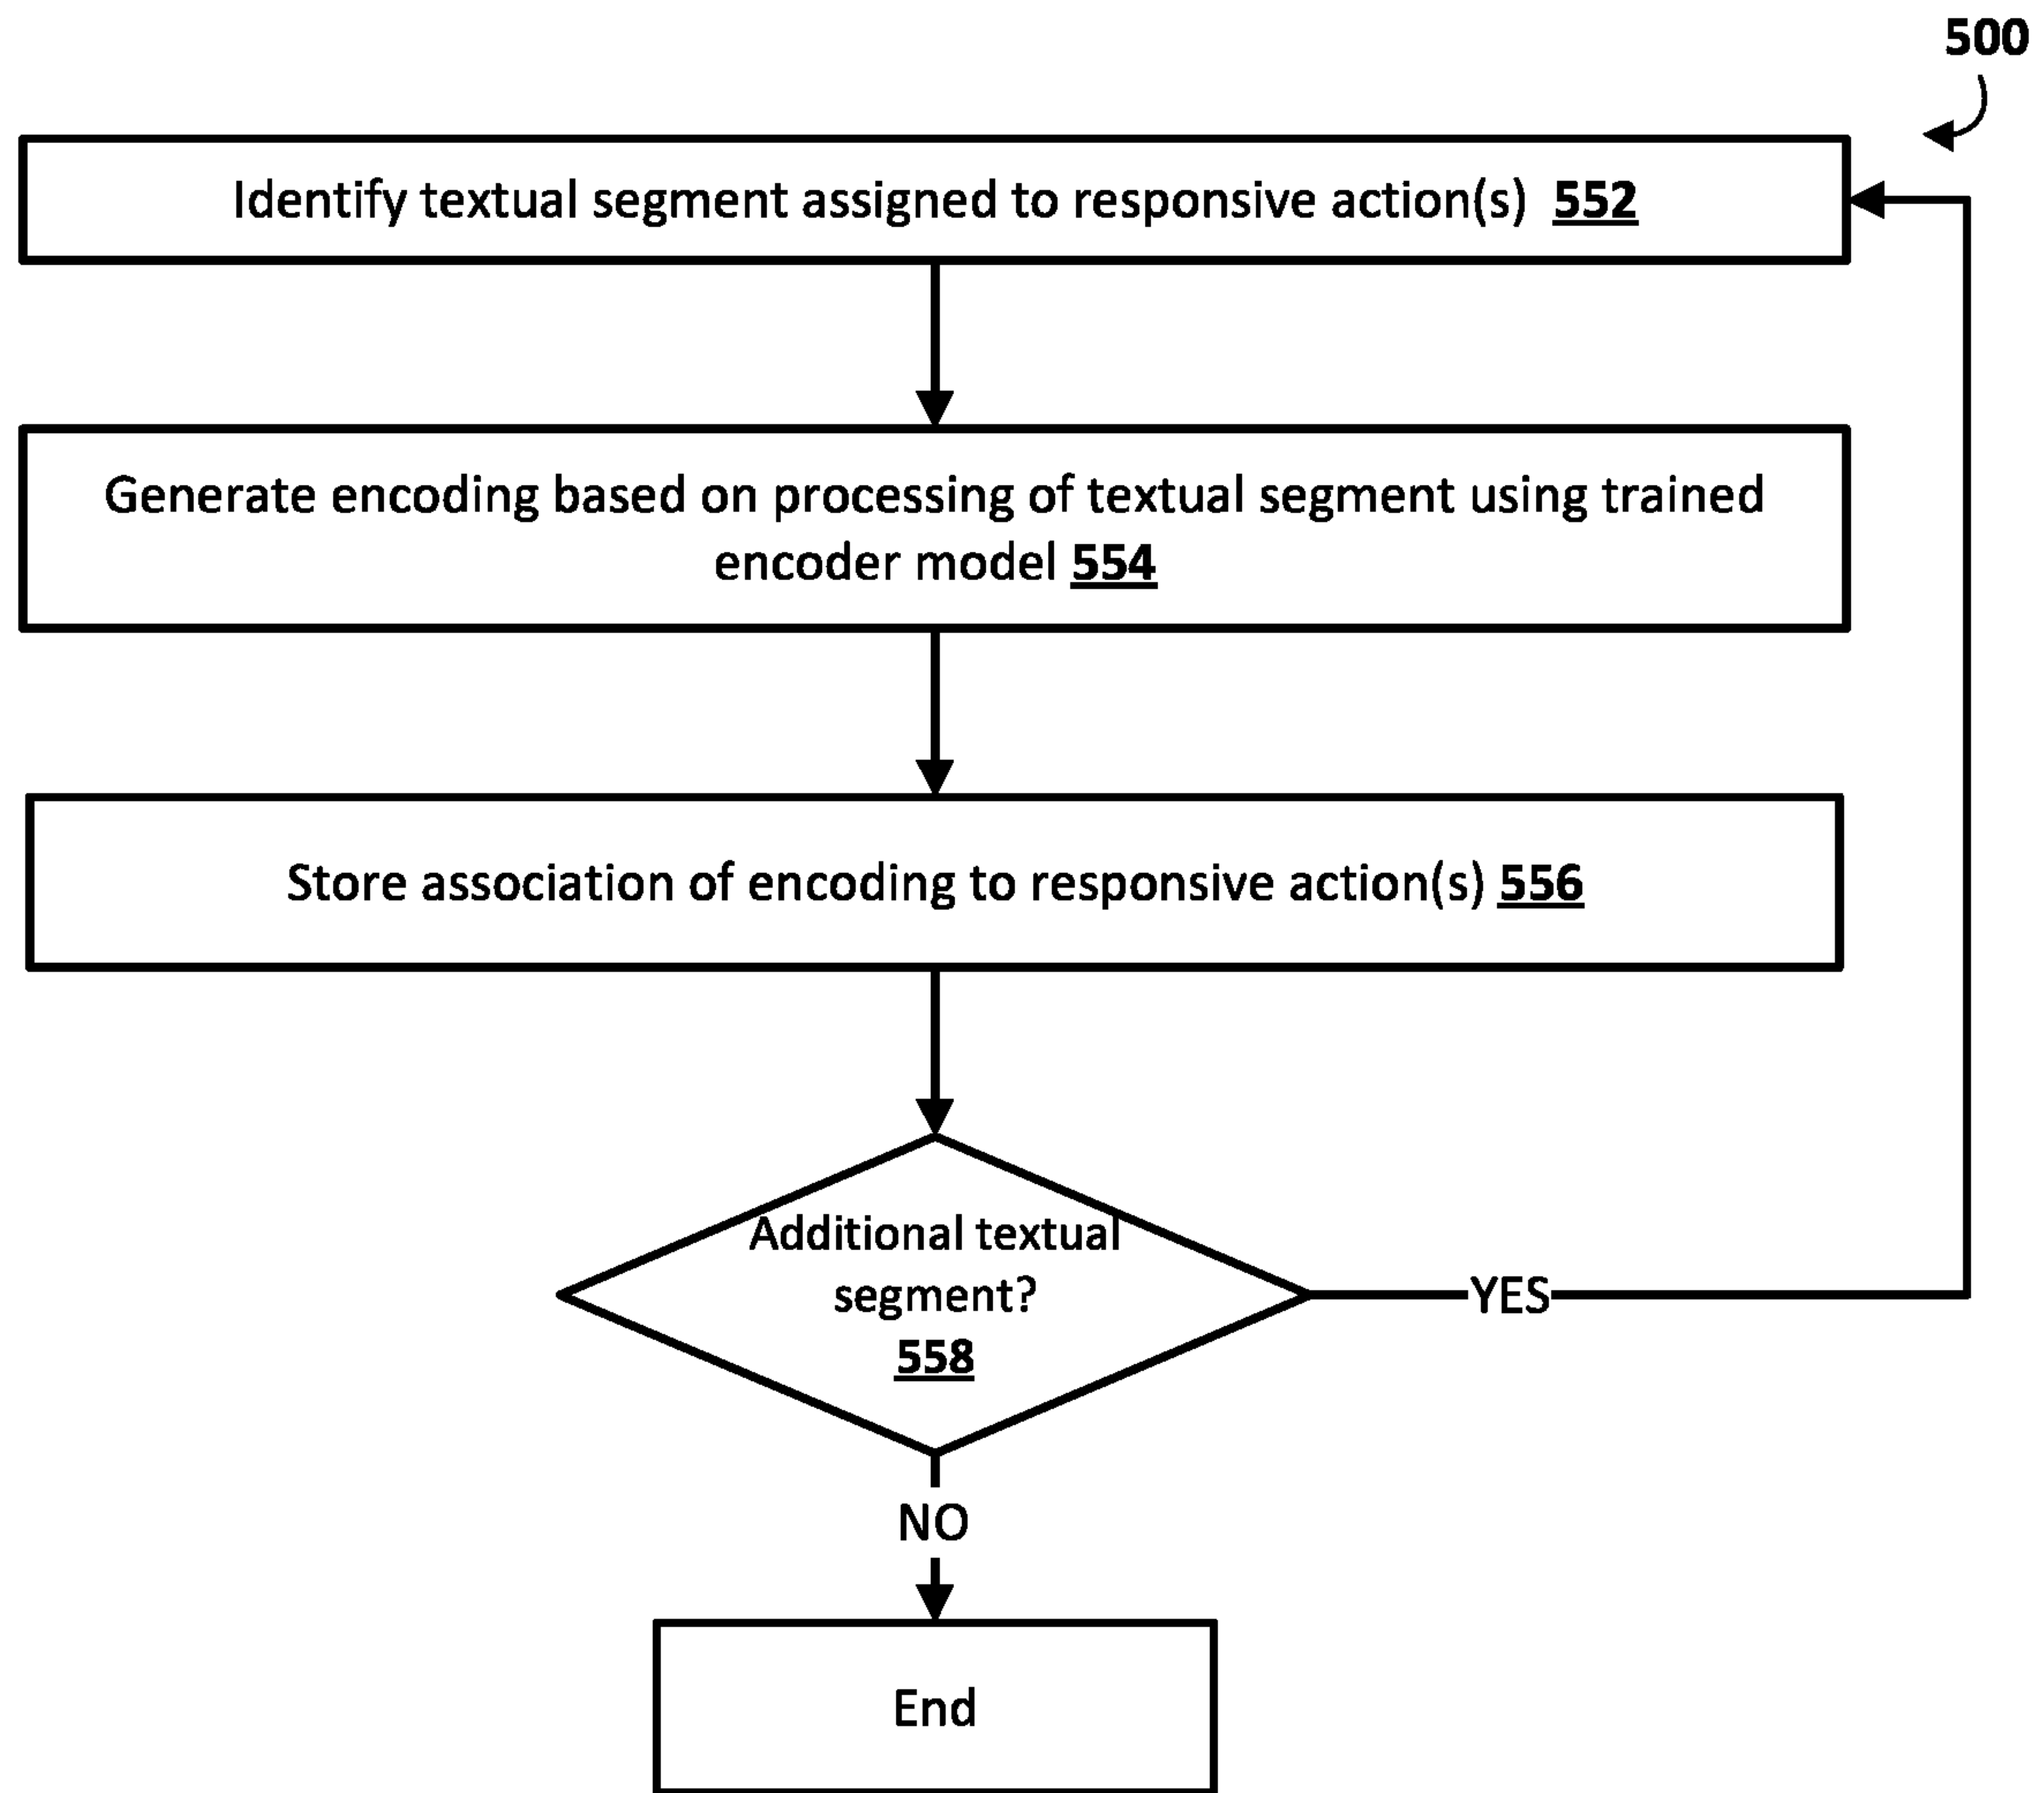 500
Identify textual segment assigned to responsive action(s) 552
Generate encoding based on processing of textual segment using trained
encoder model 554
Store association of encoding to responsive action(s) 556
Additional textual
segment?
558
YES
NO
End